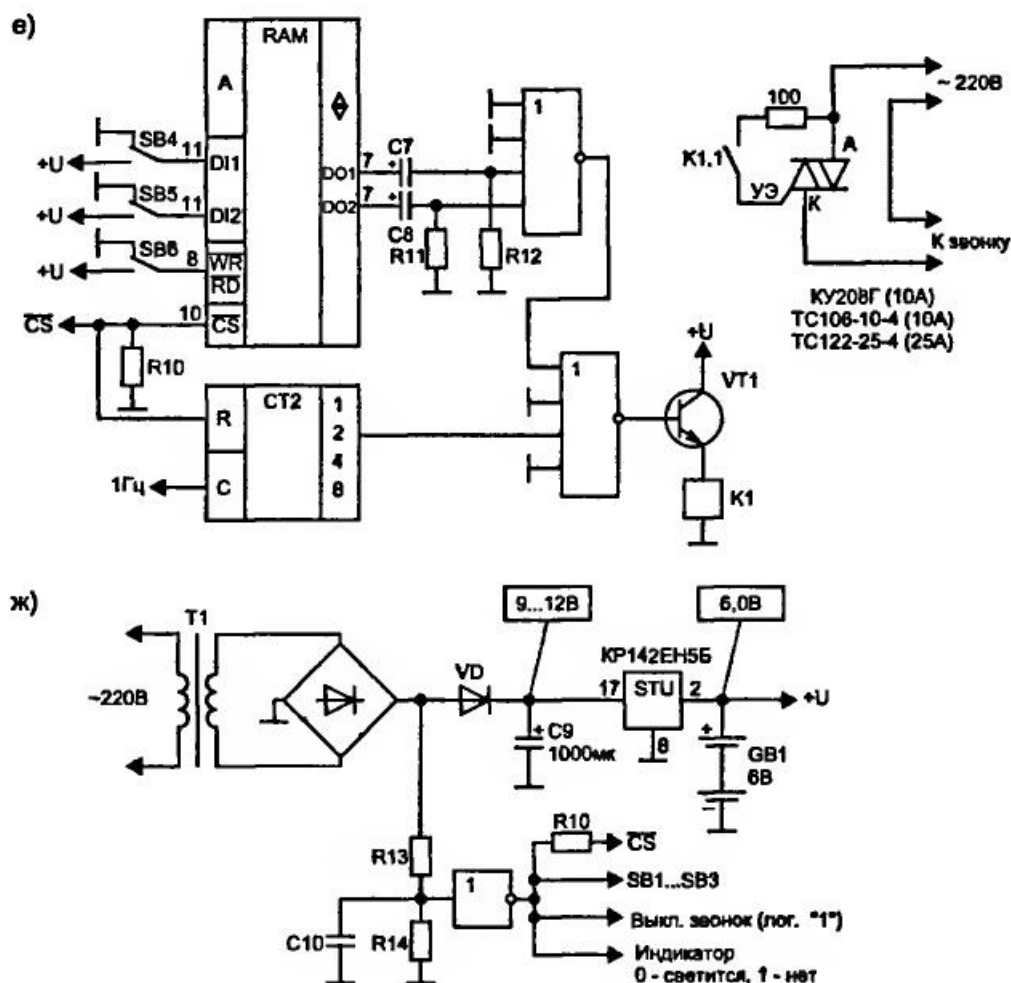 е)
RAM
A
SB4
+U
11
DI1
SB5
+U
11
DI2
SB6
+U
8
WR
RD
CS
10
CS
R10
7
C7
+
DO1
7
+
DO2
C8
R11
R12
1
R
C
CT2
1
2
4
8
1Гц
1
+U
VT1
K1
100
~ 220В
K1.1
A
УЭ
К
К звонку
КУ208Г (10А)
ТС106-10-4 (10А)
ТС122-25-4 (25А)
ж)
T1
~220В
VD
9...12В
6,0В
КР142ЕН5Б
17
STU
2
+U
8
+ C9
1000мк
+
GB1
6В
–
R13
R10
CS
1
SB1...SB3
C10
R14
Выкл. звонок (лог. "1")
Индикатор
0 - светится, 1 - нет